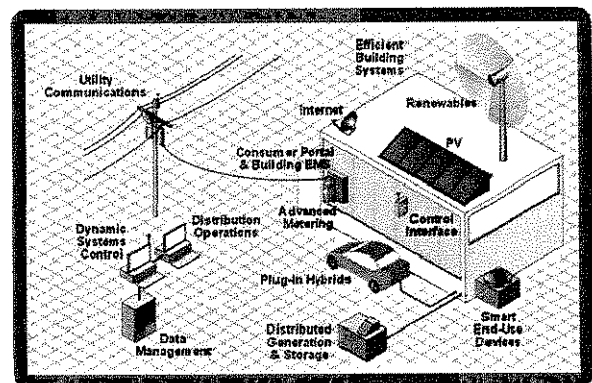 Efficient
Building
Systems
Utility
Communications
Internet
Renewables
PV
Consumer Portal
& Building EMS
Advanced
Metering
Control
Interface
Dynamic
Systems
Control
Distribution
Operations
Plug-In Hybrids
Data
Management
Distributed
Generation
& Storage
Smart
End-Use
Devices